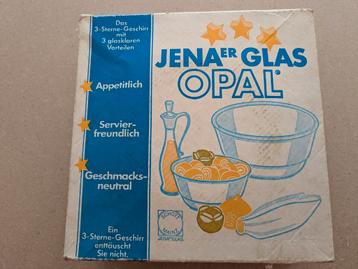 Das
3-Sterne-Geschirr
mit
3 glasklaren
Vorteilen
Appetitlich
Servier-
freundlich
Geschmacks-
neutral
Ein
3-Sterne-Geschirr
enttäuscht
Sie nicht.
JENAER GLAS
OPAL®